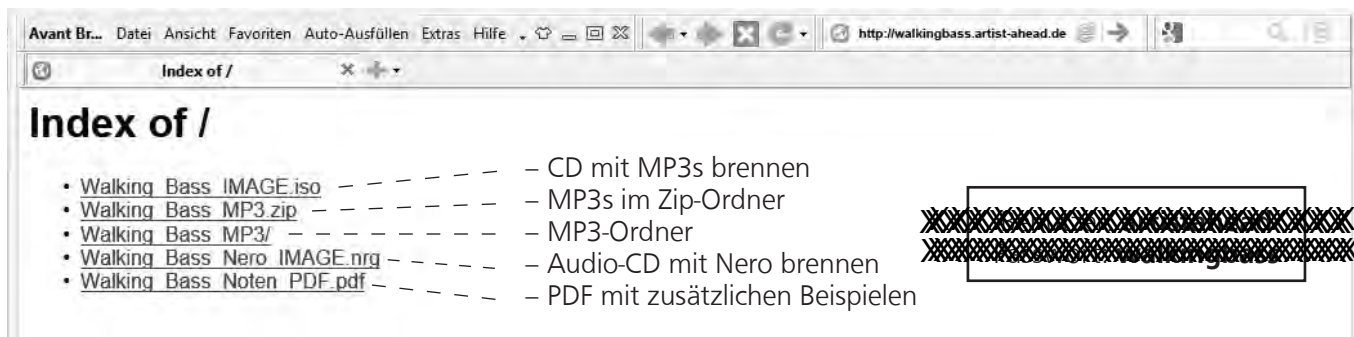 Avant Br... Datei Ansicht Favoriten Auto-Ausfüllen Extras Hilfe http://walkingbass.artist-ahead.de
Index of /
Index of /
• Walking_Bass_IMAGE.iso – CD mit MP3s brennen
• Walking_Bass_MP3.zip – MP3s im Zip-Ordner
• Walking_Bass_MP3/ – MP3-Ordner
• Walking_Bass_Nero_IMAGE.nrg – Audio-CD mit Nero brennen
• Walking_Bass_Noten_PDF.pdf – PDF mit zusätzlichen Beispielen